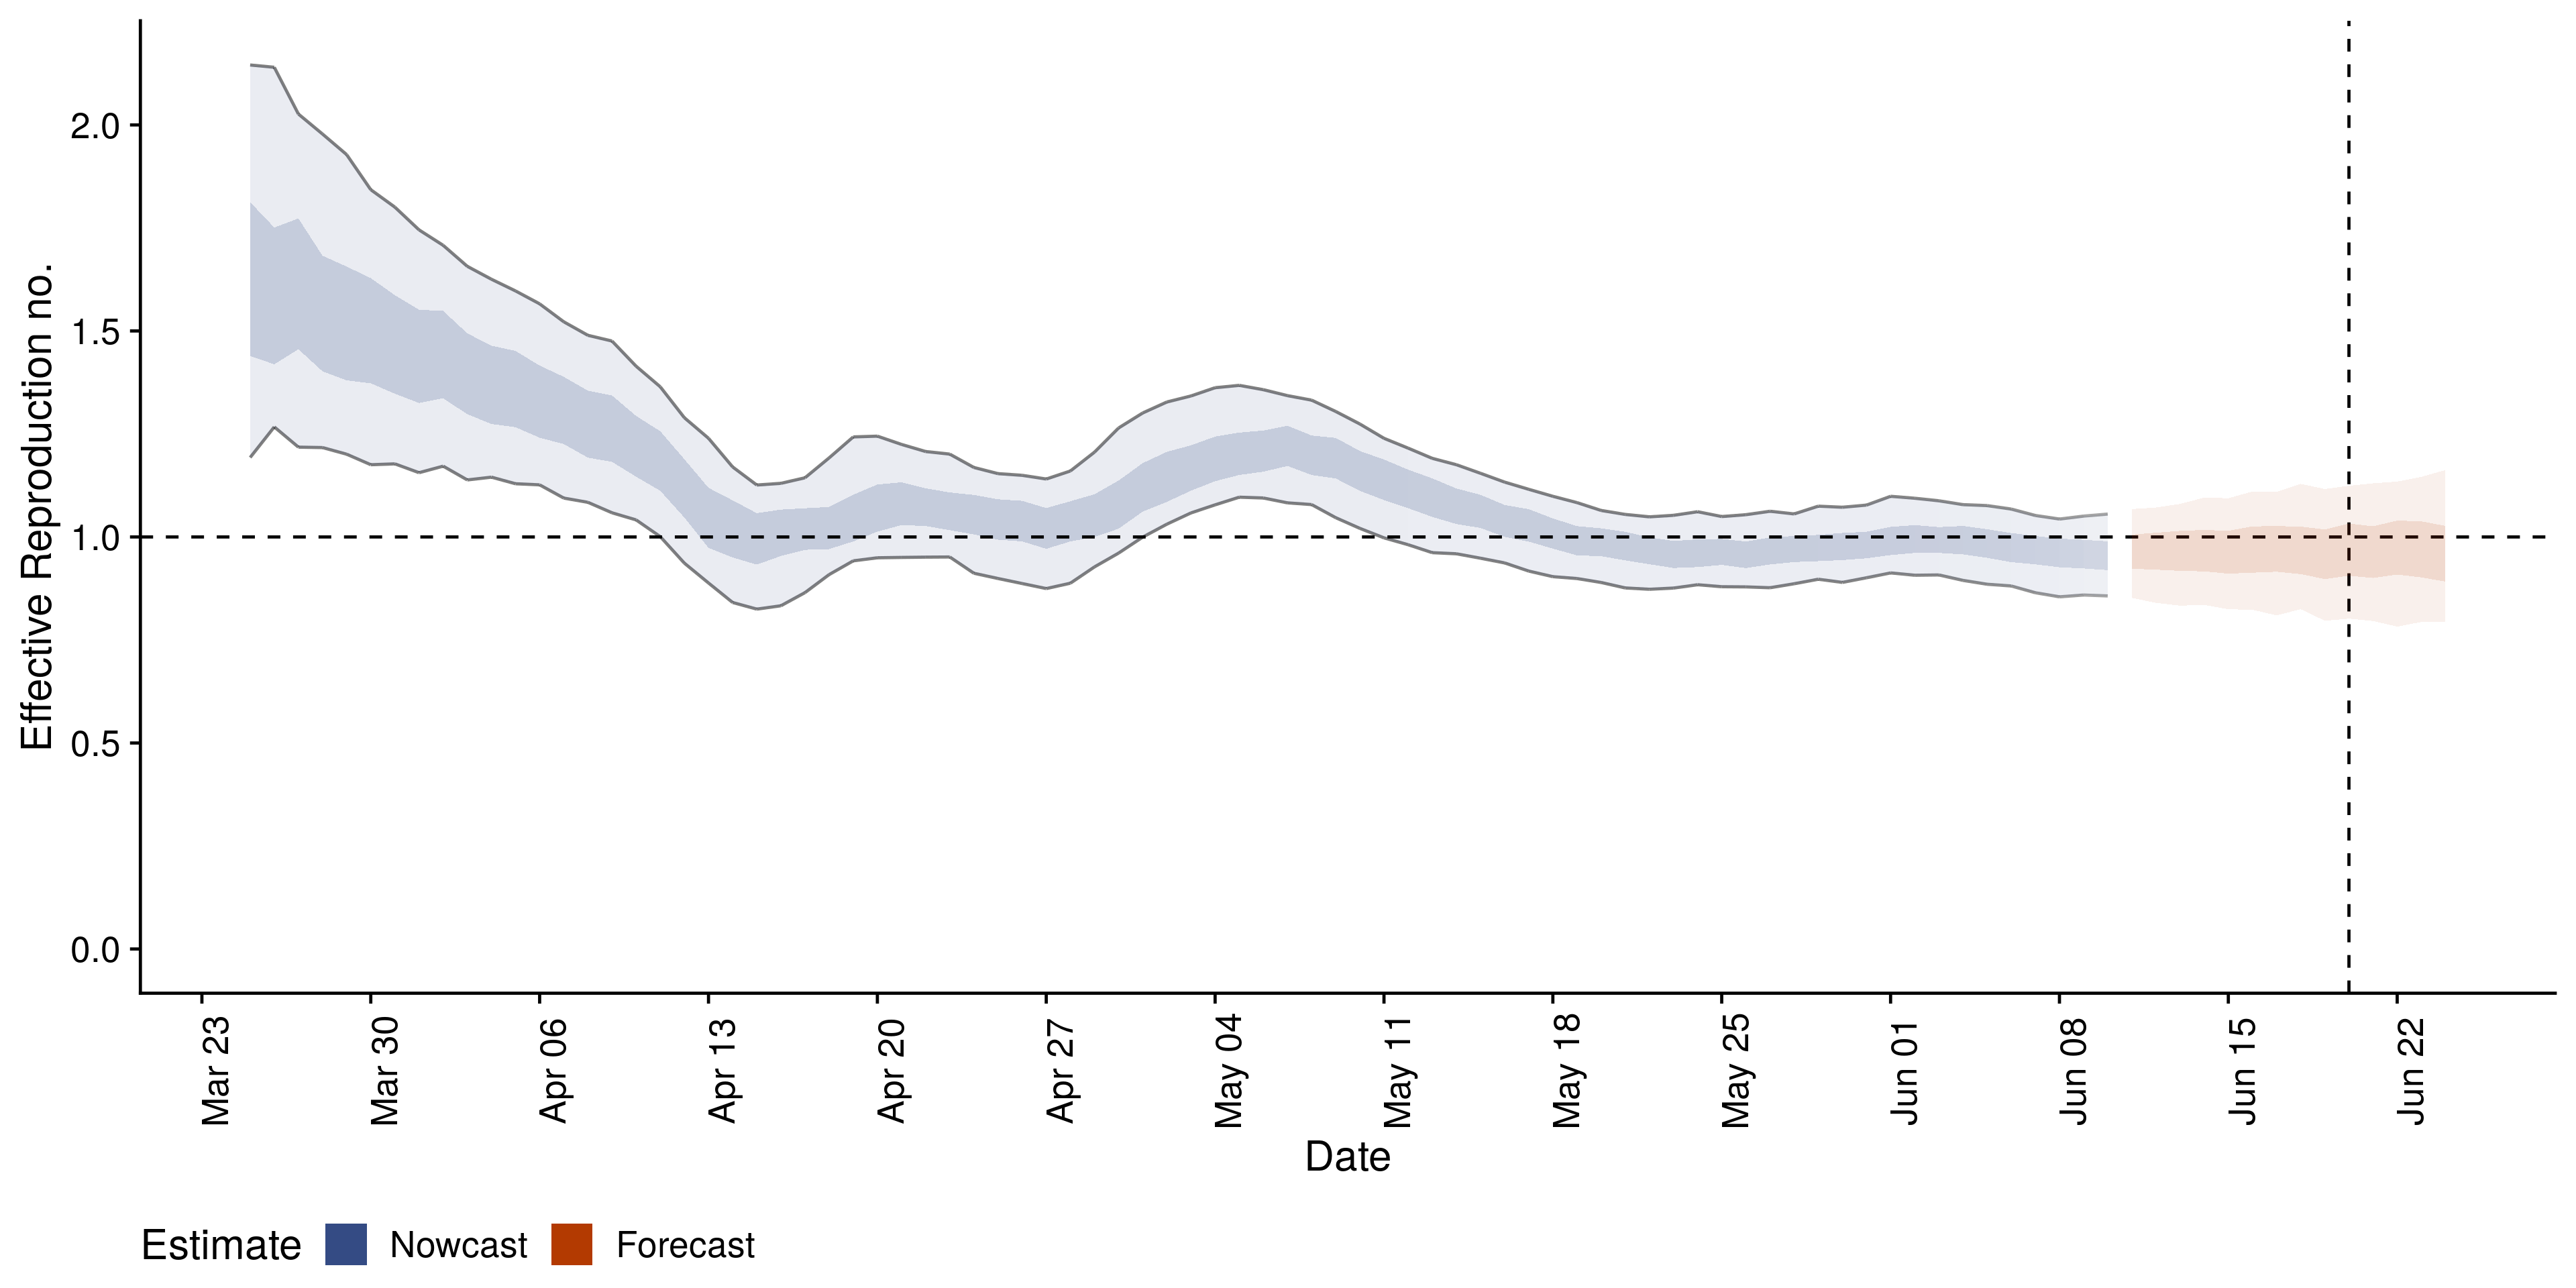 Effective Reproduction no.
2.0
1.5
1.0
0.5
0.0
Mar 23
Mar 30
Apr 06
Apr 13
Apr 20
Apr 27
May 04
May 11
May 18
May 25
Jun 01
Jun 08
Jun 15
Jun 22
Date
Estimate Nowcast Forecast